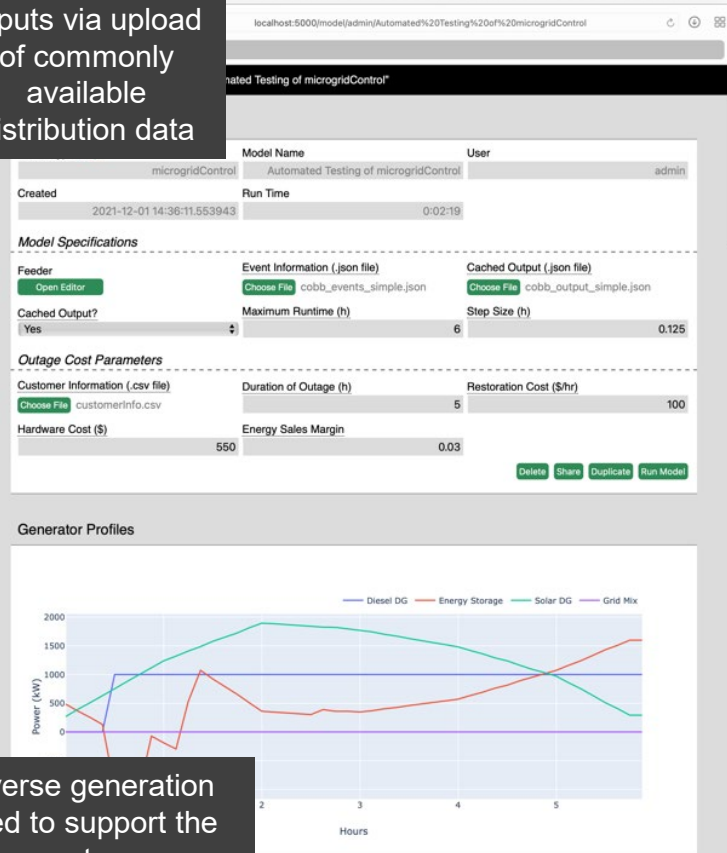 puts via upload
of commonly
available
istribution data
localhost:5000/model/admin/Automated%20Testing%20of%20microgridControl
ated Testing of microgridControl"
Model Name
User
microgridControl
Automated Testing of microgridControl
admin
Created
Run Time
2021-12-01 14:36:11.553943
0:02:19
Model Specifications
Feeder
Event Information (.json file)
Cached Output (.json file)
Open Editor
Choose File cobb_events_simple.json
Choose File cobb_output_simple.json
Cached Output?
Maximum Runtime (h)
Step Size (h)
Yes
6
0.125
Outage Cost Parameters
Customer Information (.csv file)
Duration of Outage (h)
Restoration Cost ($/hr)
Choose File customerInfo.csv
5
100
Hardware Cost ($)
Energy Sales Margin
550
0.03
Delete Share Duplicate Run Model
Generator Profiles
Diesel DG Energy Storage Solar DG Grid Mix
2000
1500
1000
500
0
Power (kW)
2 3 4 5
Hours
verse generation
ed to support the